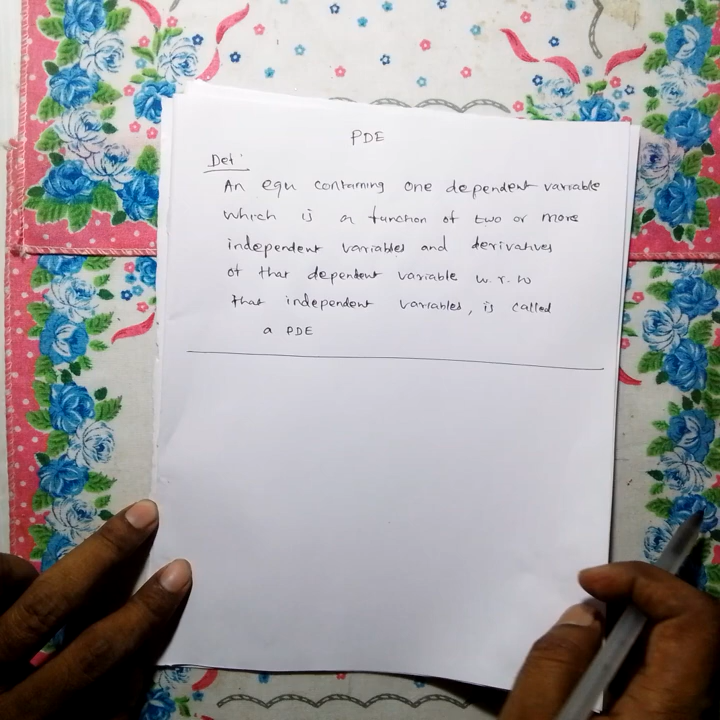 PDE
Def:
An equ containing one dependent variable
which is a function of two or more
independent variables and derivatives
of that dependent variable w.r.to
that independent variables, is called
a PDE